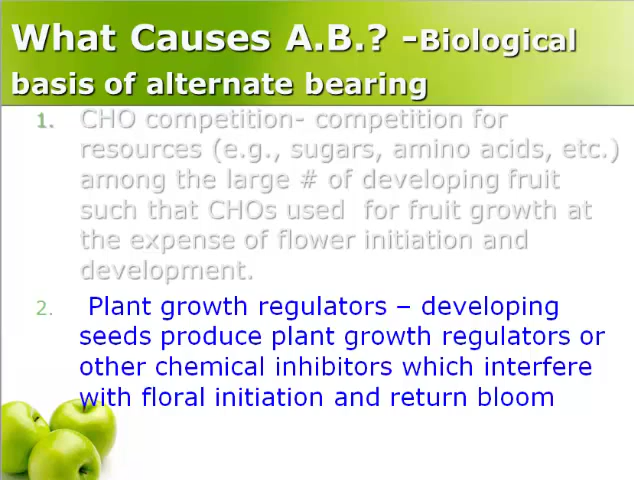 What Causes A.B.? -Biological
basis of alternate bearing
1. CHO competition- competition for
resources (e.g., sugars, amino acids, etc.)
among the large # of developing fruit
such that CHOs used for fruit growth at
the expense of flower initiation and
development.
2. Plant growth regulators – developing
seeds produce plant growth regulators or
other chemical inhibitors which interfere
with floral initiation and return bloom